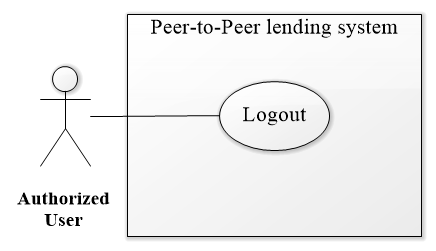 Peer-to-Peer lending system
Logout
Authorized
User